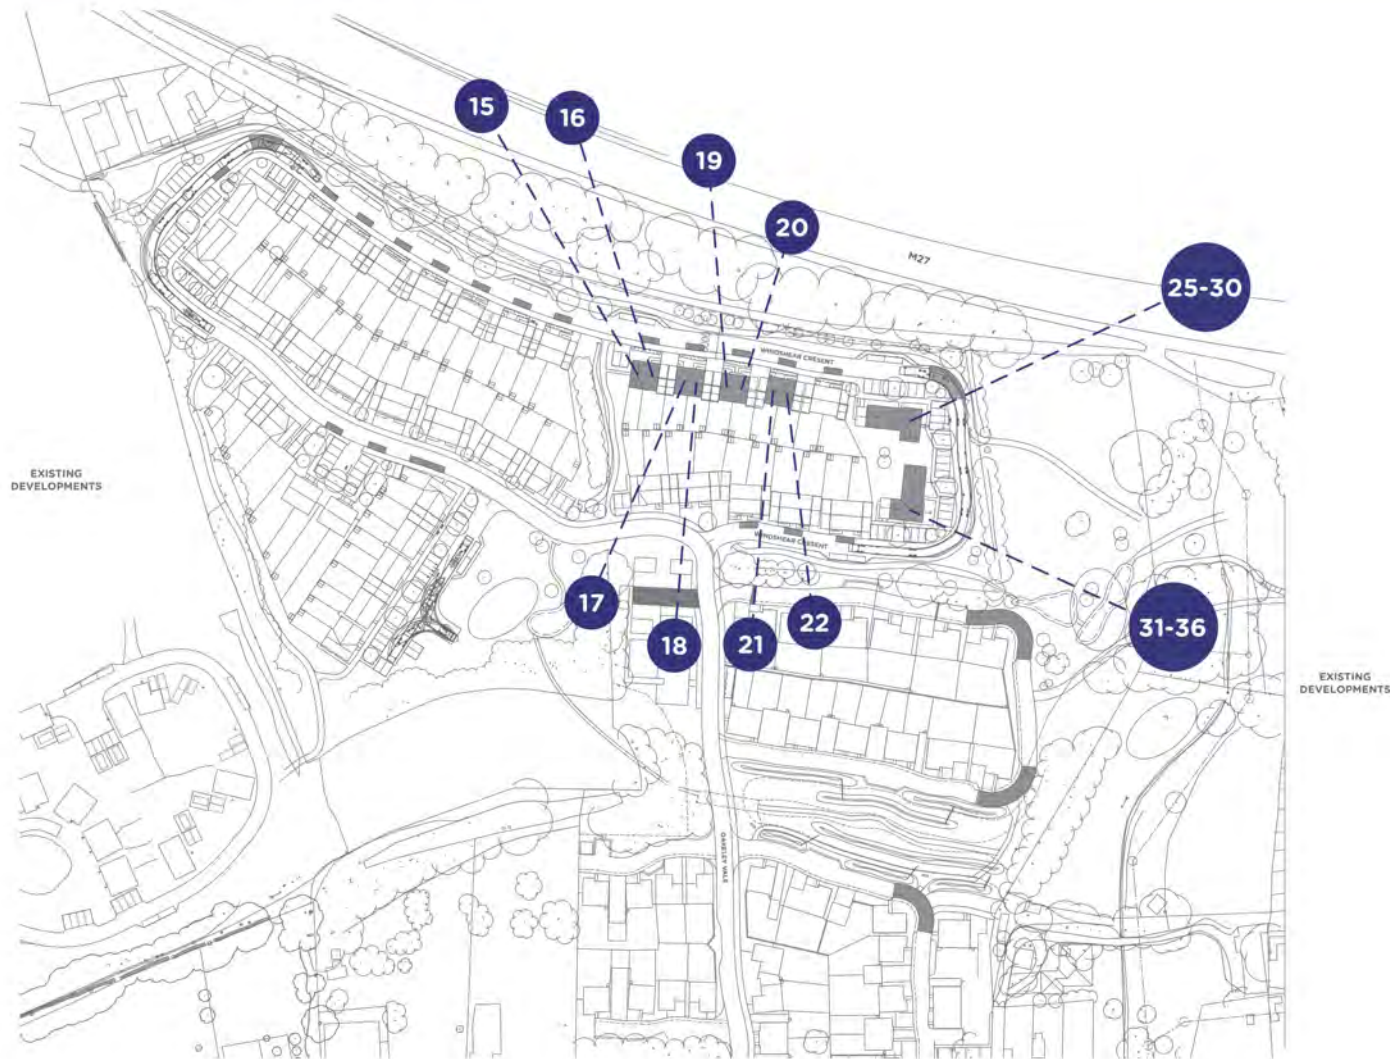 15
16
19
20
M27
25-30
WINDSHEAR CRESENT
EXISTING
DEVELOPMENTS
WINDSHEAR CRESENT
17
18
21
22
31-36
EXISTING
DEVELOPMENTS
OAKELEY VALE